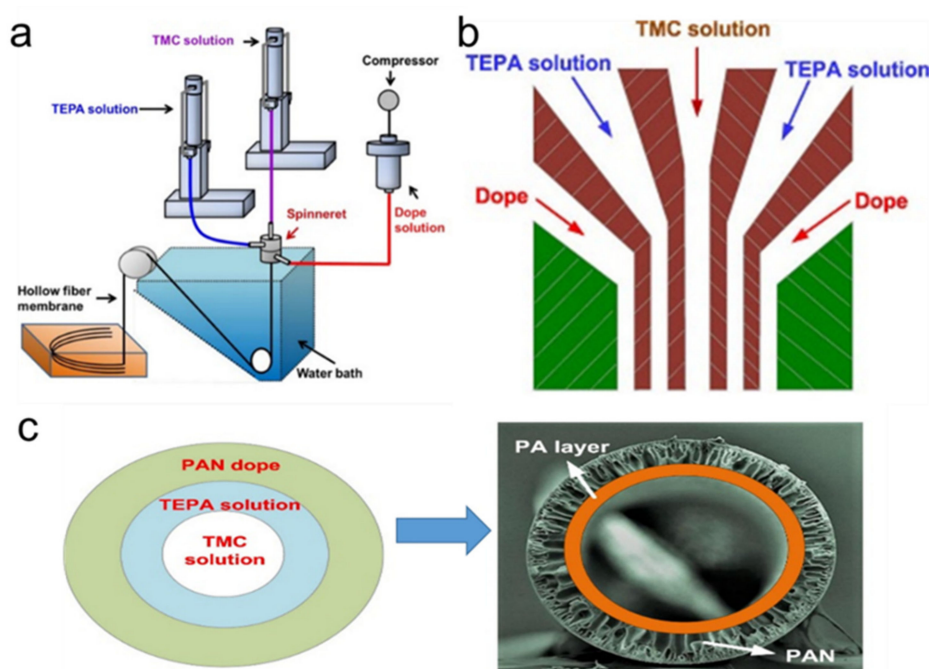 a
TMC solution
TEPA solution
Compressor
Spinneret
Dope
solution
Hollow fiber
membrane
Water bath
b
TMC solution
TEPA solution
TEPA solution
Dope
Dope
c
PAN dope
TEPA solution
TMC
solution
PA layer
PAN